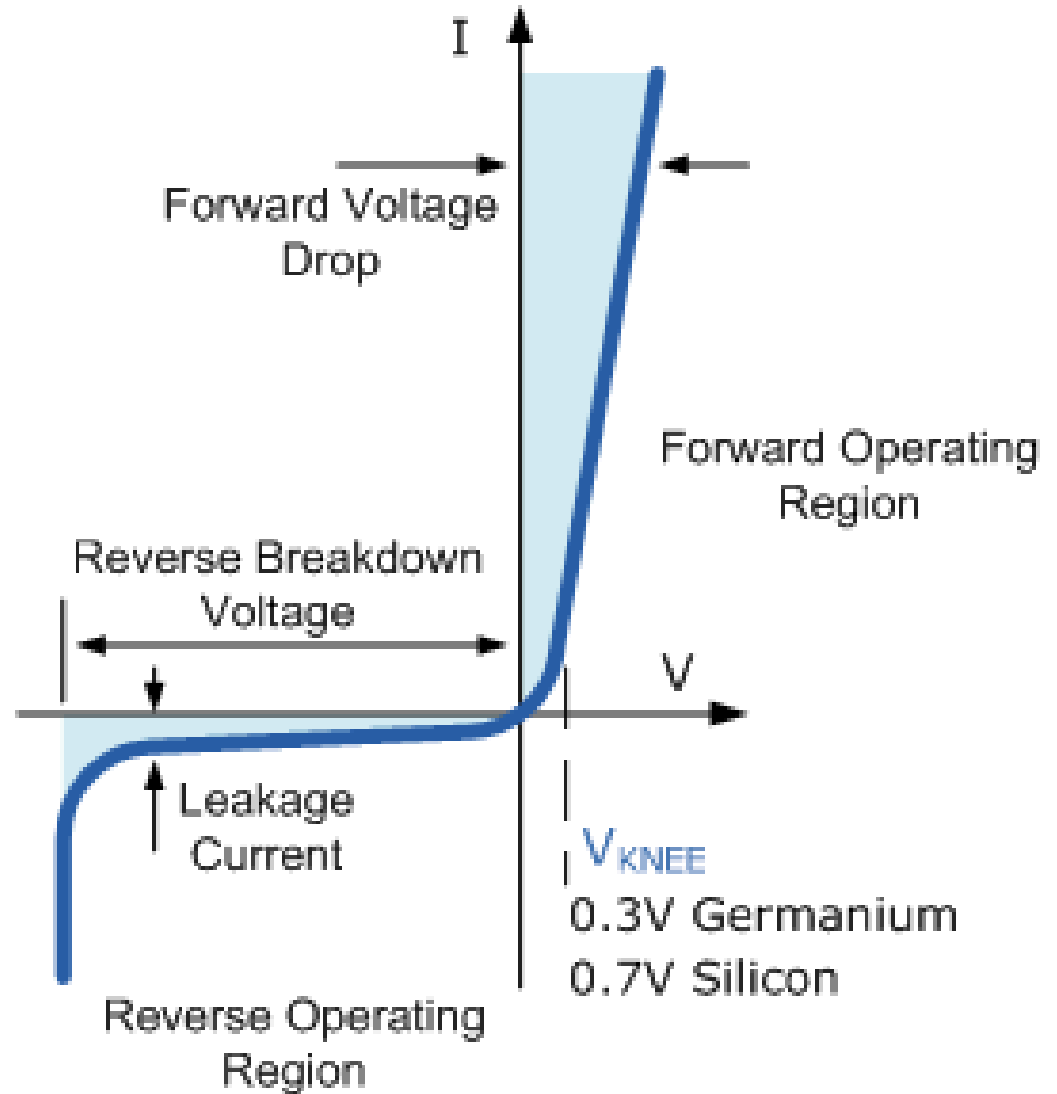 I
Forward Voltage
Drop
Forward Operating
Region
Reverse Breakdown
Voltage
V
Leakage
Current
VKNEE
0.3V Germanium
0.7V Silicon
Reverse Operating
Region